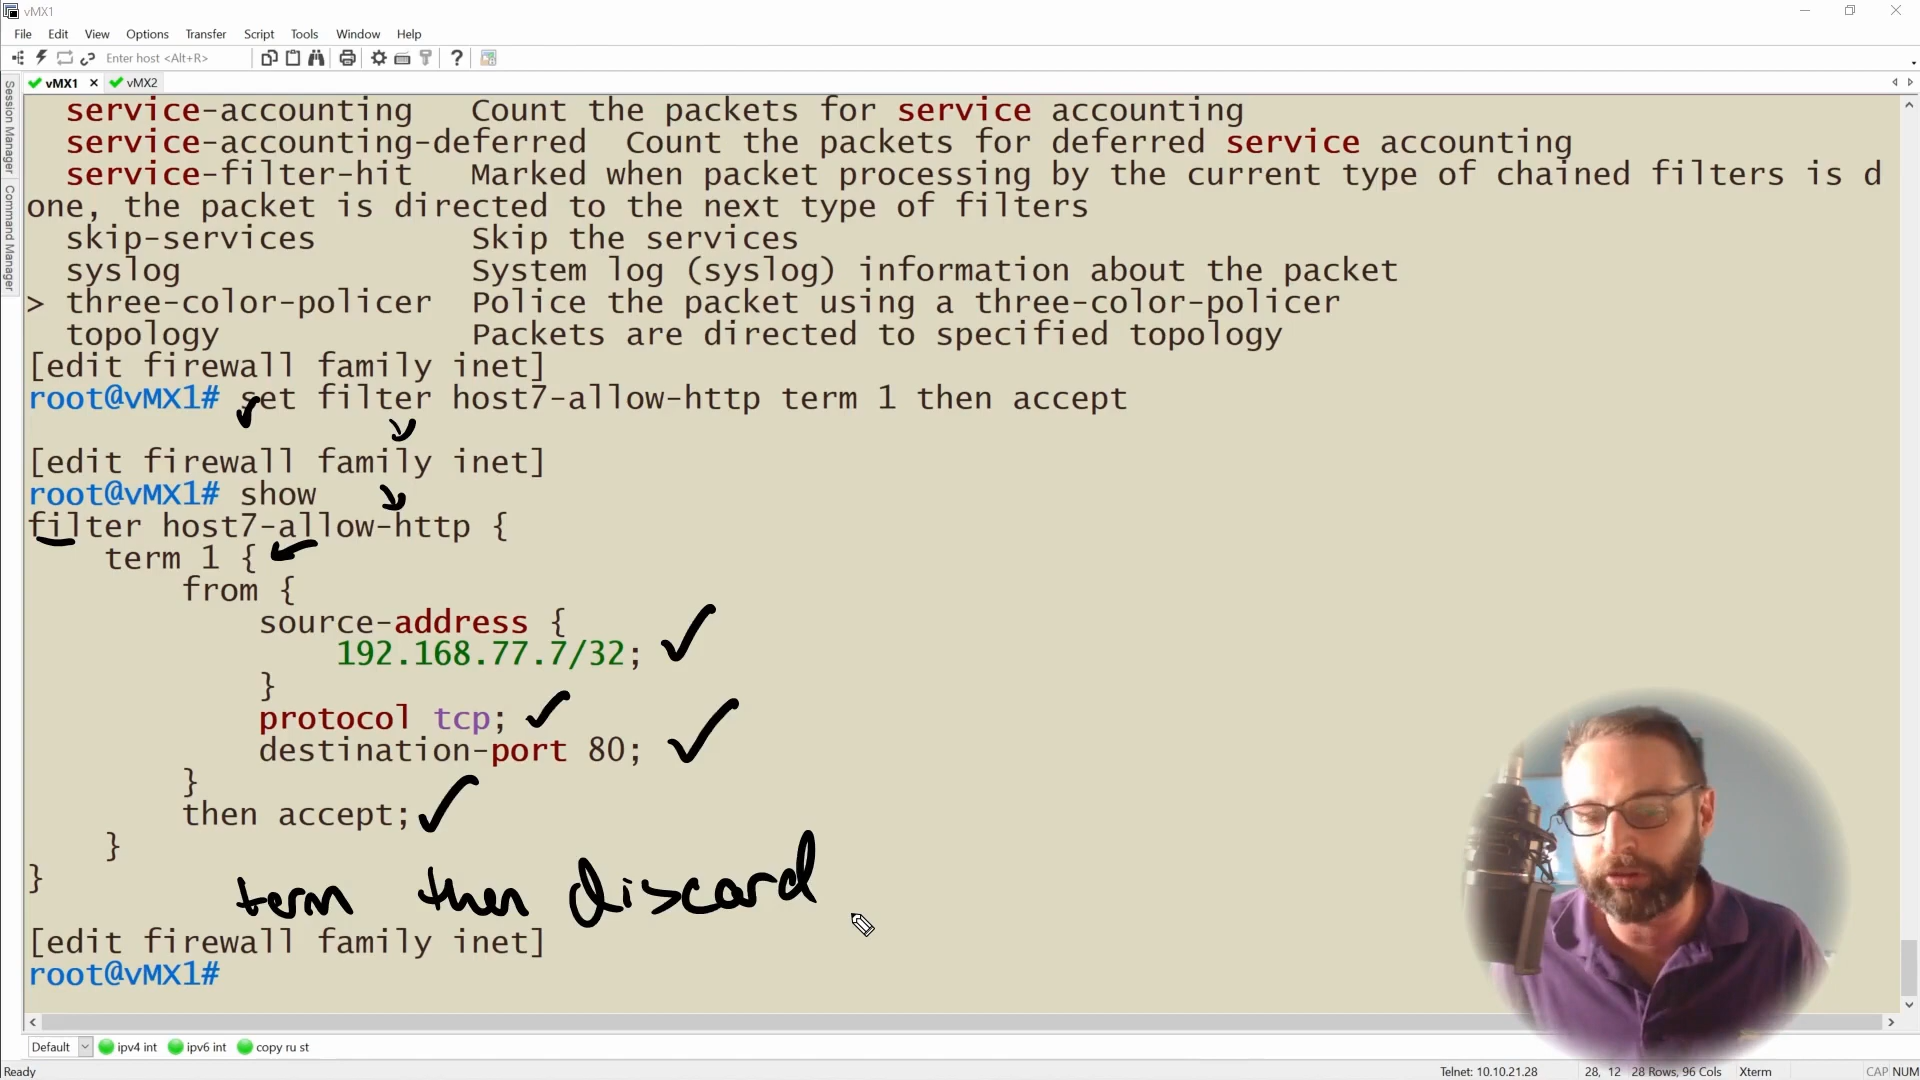 vMX1
File Edit View Options Transfer Script Tools Window Help
Enter host <Alt+R>
vMX1 vMX2
Session Manager
Command Manager
service-accounting Count the packets for service accounting
service-accounting-deferred Count the packets for deferred service accounting
service-filter-hit Marked when packet processing by the current type of chained filters is d
one, the packet is directed to the next type of filters
skip-services Skip the services
syslog System log (syslog) information about the packet
> three-color-policer Police the packet using a three-color-policer
topology Packets are directed to specified topology
[edit firewall family inet]
root@vMX1# set filter host7-allow-http term 1 then accept
[edit firewall family inet]
root@vMX1# show
filter host7-allow-http {
term 1 {
from {
source-address {
192.168.77.7/32;
}
protocol tcp;
destination-port 80;
}
then accept;
}
}
term then discard
[edit firewall family inet]
root@vMX1#
Default ipv4 int ipv6 int copy ru st
Ready Telnet: 10.10.21.28 28, 12 28 Rows, 96 Cols Xterm CAP NUM